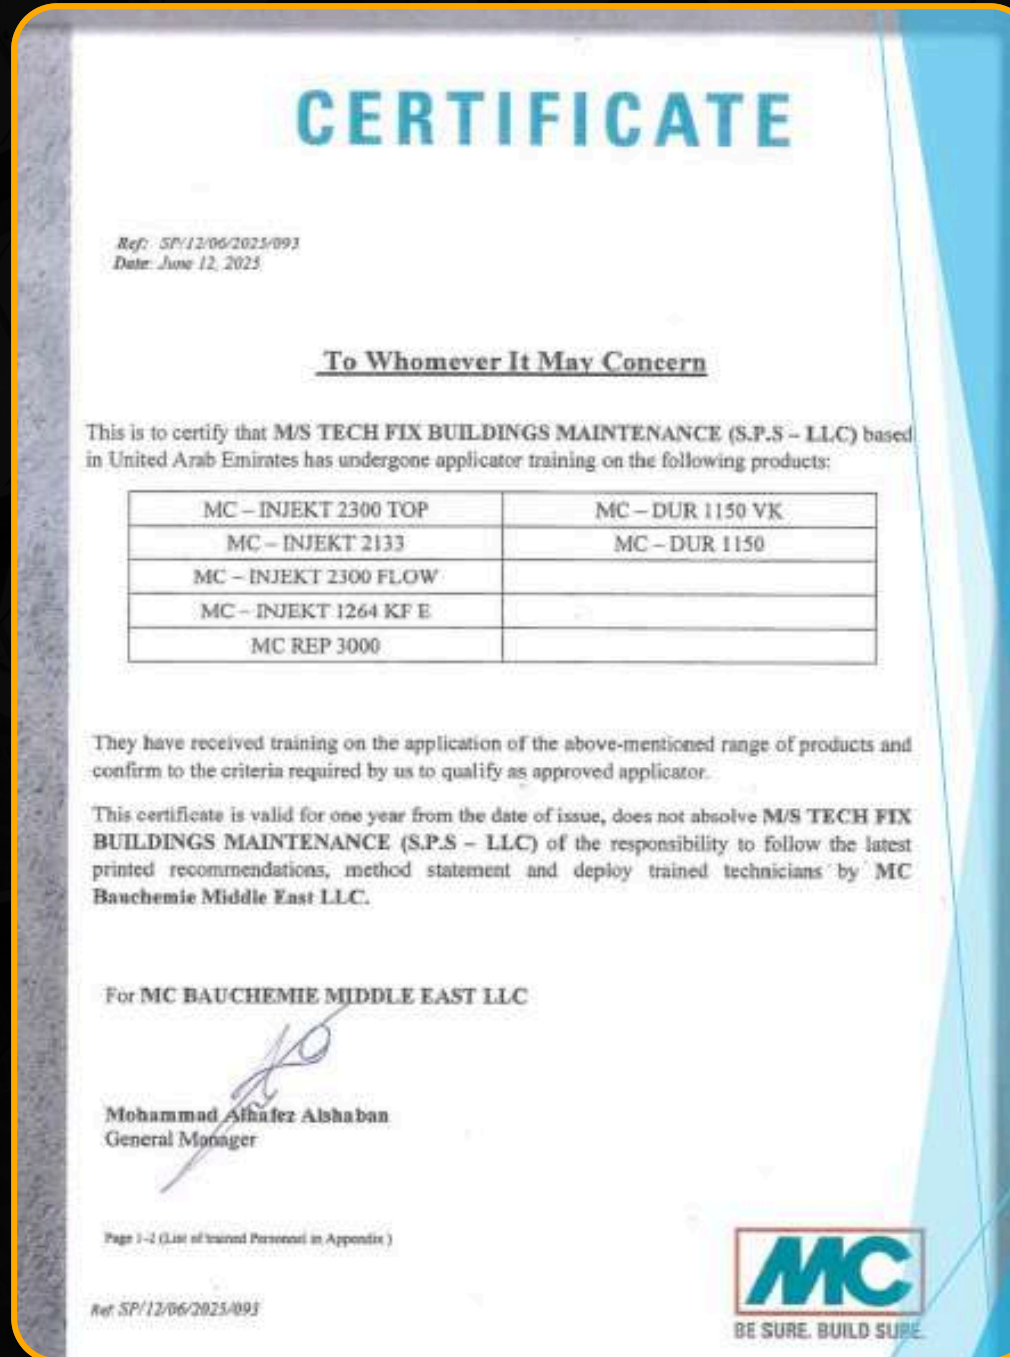 CERTIFICATE
Ref: SP/12/06/2025/093
Date: June 12, 2025
To Whomever It May Concern
This is to certify that M/S TECH FIX BUILDINGS MAINTENANCE (S.P.S – LLC) based
in United Arab Emirates has undergone applicator training on the following products:
MC – INJEKT 2300 TOP MC – DUR 1150 VK
MC – INJEKT 2133 MC – DUR 1150
MC – INJEKT 2300 FLOW
MC – INJEKT 1264 KF E
MC REP 3000
They have received training on the application of the above-mentioned range of products and
confirm to the criteria required by us to qualify as approved applicator.
This certificate is valid for one year from the date of issue, does not absolve M/S TECH FIX
BUILDINGS MAINTENANCE (S.P.S – LLC) of the responsibility to follow the latest
printed recommendations, method statement and deploy trained technicians by MC
Bauchemie Middle East LLC.
For MC BAUCHEMIE MIDDLE EAST LLC
Mohammad Alhafez Alshaban
General Manager
Page 1-2 (List of trained Personnel in Appendix )
Ref: SP/12/06/2025/093
MC
BE SURE. BUILD SURE.